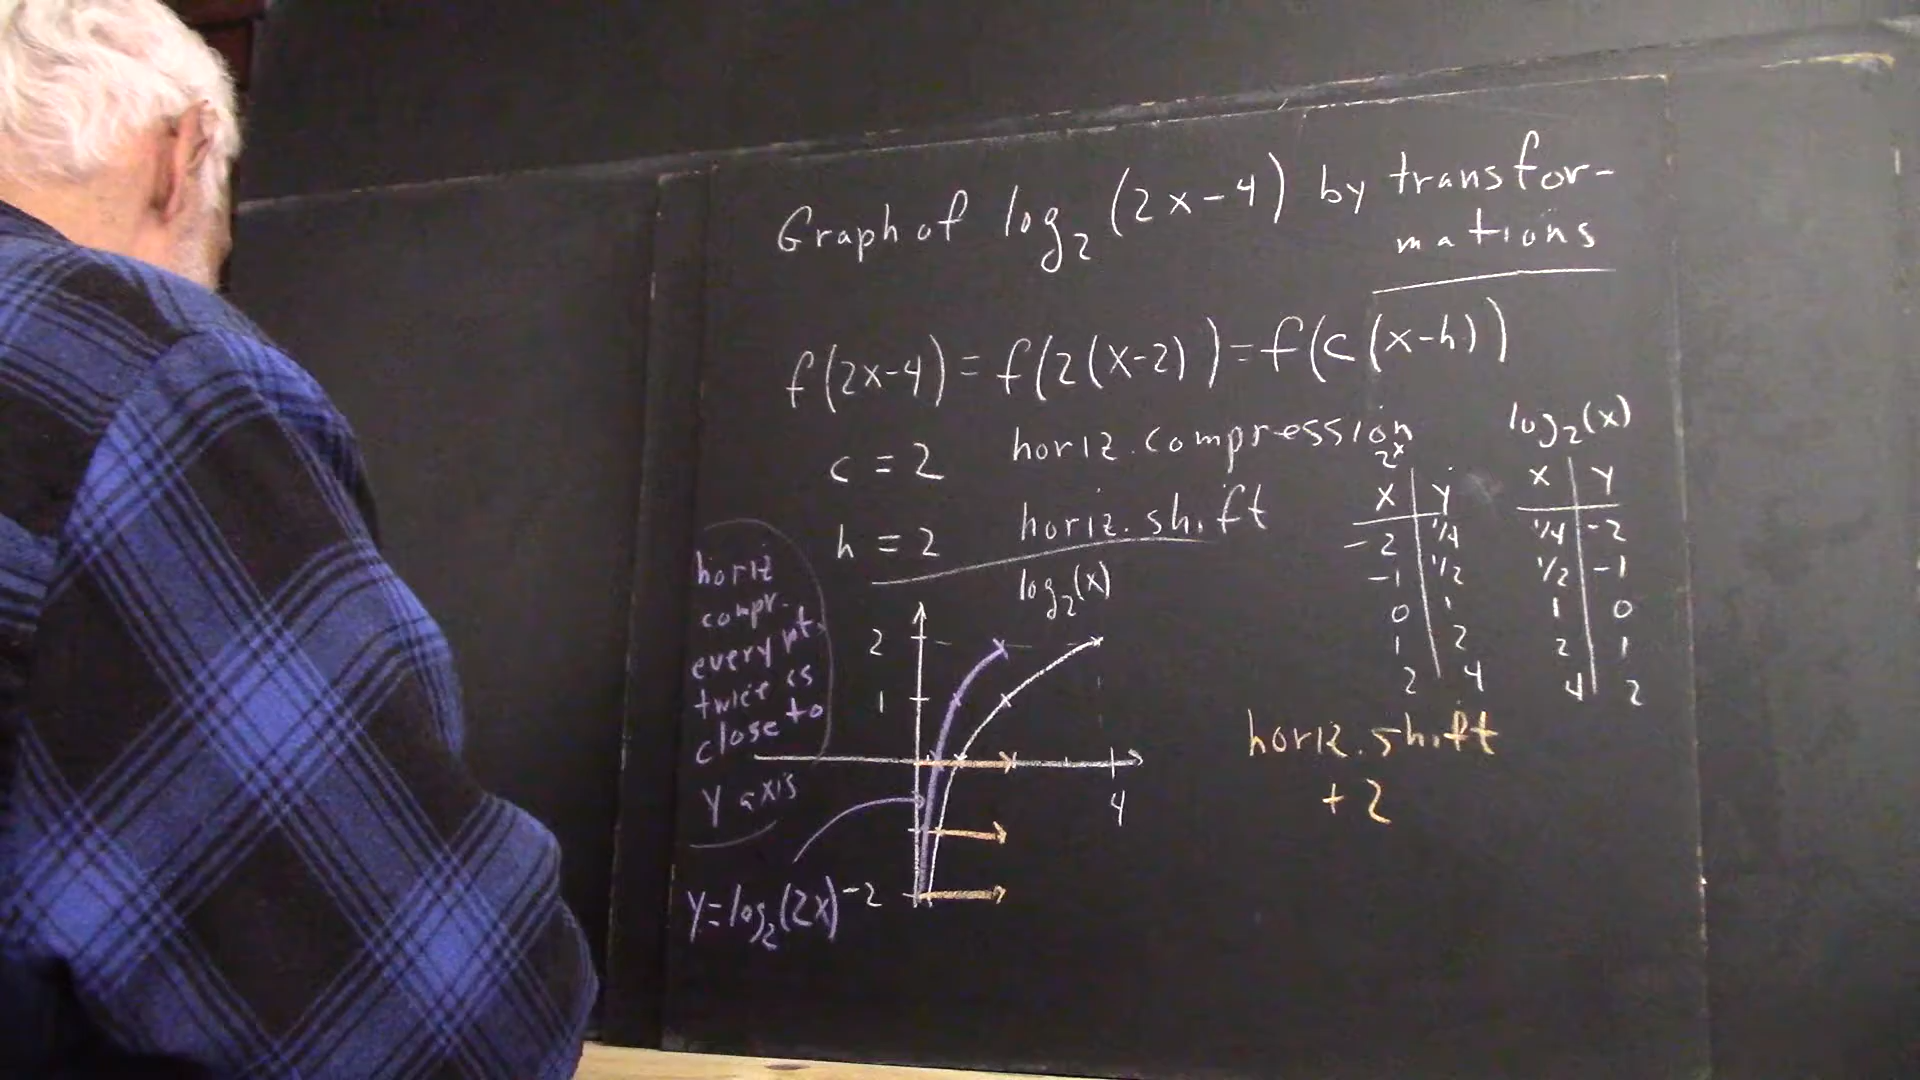 Graph of log₂(2x-4) by transfor-
mations
f(2x-4)=f(2(x-2))=f(c(x-h))
c = 2 horiz. compression
h = 2 horiz. shift
2ˣ
x y
-2 1/4
-1 1/2
0 1
1 2
2 4
log₂(x)
x y
1/4 -2
1/2 -1
1 0
2 1
4 2
horiz
compr.
every pt.
twice as
close to
y axis
log₂(x)
2
1
4
-2
y=log₂(2x)
horiz. shift
+ 2